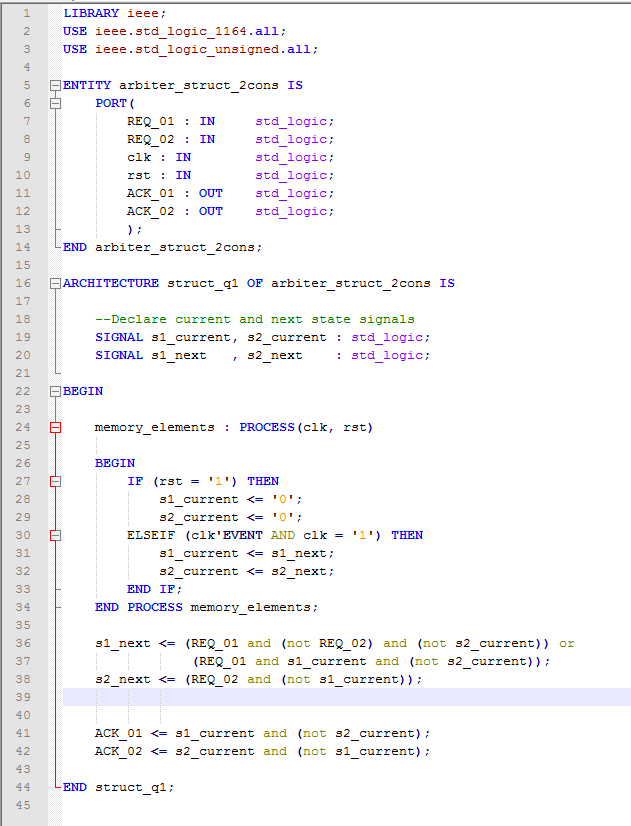 1 LIBRARY ieee;
2 USE ieee.std_logic_1164.all;
3 USE ieee.std_logic_unsigned.all;
4
5 ENTITY arbiter_struct_2cons IS
6 PORT(
7 REQ_01 : IN std_logic;
8 REQ_02 : IN std_logic;
9 clk : IN std_logic;
10 rst : IN std_logic;
11 ACK_01 : OUT std_logic;
12 ACK_02 : OUT std_logic;
13 );
14 END arbiter_struct_2cons;
15
16 ARCHITECTURE struct_q1 OF arbiter_struct_2cons IS
17
18 --Declare current and next state signals
19 SIGNAL s1_current, s2_current : std_logic;
20 SIGNAL s1_next , s2_next : std_logic;
21
22 BEGIN
23
24 memory_elements : PROCESS(clk, rst)
25
26 BEGIN
27 IF (rst = '1') THEN
28 s1_current <= '0';
29 s2_current <= '0';
30 ELSEIF (clk'EVENT AND clk = '1') THEN
31 s1_current <= s1_next;
32 s2_current <= s2_next;
33 END IF;
34 END PROCESS memory_elements;
35
36 s1_next <= (REQ_01 and (not REQ_02) and (not s2_current)) or
37 (REQ_01 and s1_current and (not s2_current));
38 s2_next <= (REQ_02 and (not s1_current));
39
40
41 ACK_01 <= s1_current and (not s2_current);
42 ACK_02 <= s2_current and (not s1_current);
43
44 END struct_q1;
45